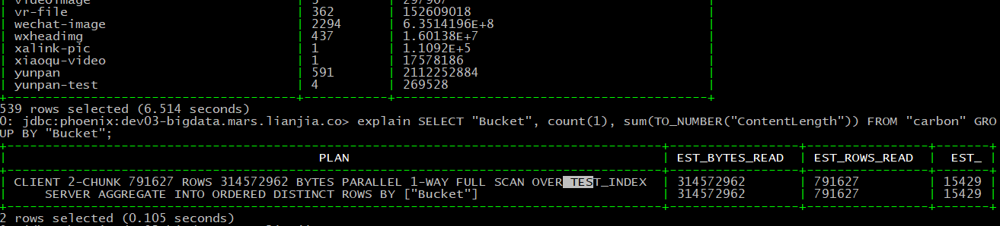 | videoimage | 5 | 297967 |
| vr-file | 362 | 152609018 |
| wechat-image | 2294 | 6.3514196E+8 |
| wxheadimg | 437 | 1.60138E+7 |
| xalink-pic | 1 | 1.1092E+5 |
| xiaoqu-video | 1 | 17578186 |
| yunpan | 591 | 2112252884 |
| yunpan-test | 4 | 269528 |
+--------------------------------------+-----------+-----------------------------------------+
539 rows selected (6.514 seconds)
0: jdbc:phoenix:dev03-bigdata.mars.lianjia.co> explain SELECT "Bucket", count(1), sum(TO_NUMBER("ContentLength")) FROM "carbon" GRO
UP BY "Bucket";
+--------------------------------------------------------------------------------------+-----------------+----------------+-------+
| PLAN | EST_BYTES_READ | EST_ROWS_READ | EST_ |
+--------------------------------------------------------------------------------------+-----------------+----------------+-------+
| CLIENT 2-CHUNK 791627 ROWS 314572962 BYTES PARALLEL 1-WAY FULL SCAN OVER TEST_INDEX | 314572962 | 791627 | 15429 |
| SERVER AGGREGATE INTO ORDERED DISTINCT ROWS BY ["Bucket"] | 314572962 | 791627 | 15429 |
+--------------------------------------------------------------------------------------+-----------------+----------------+-------+
2 rows selected (0.105 seconds)